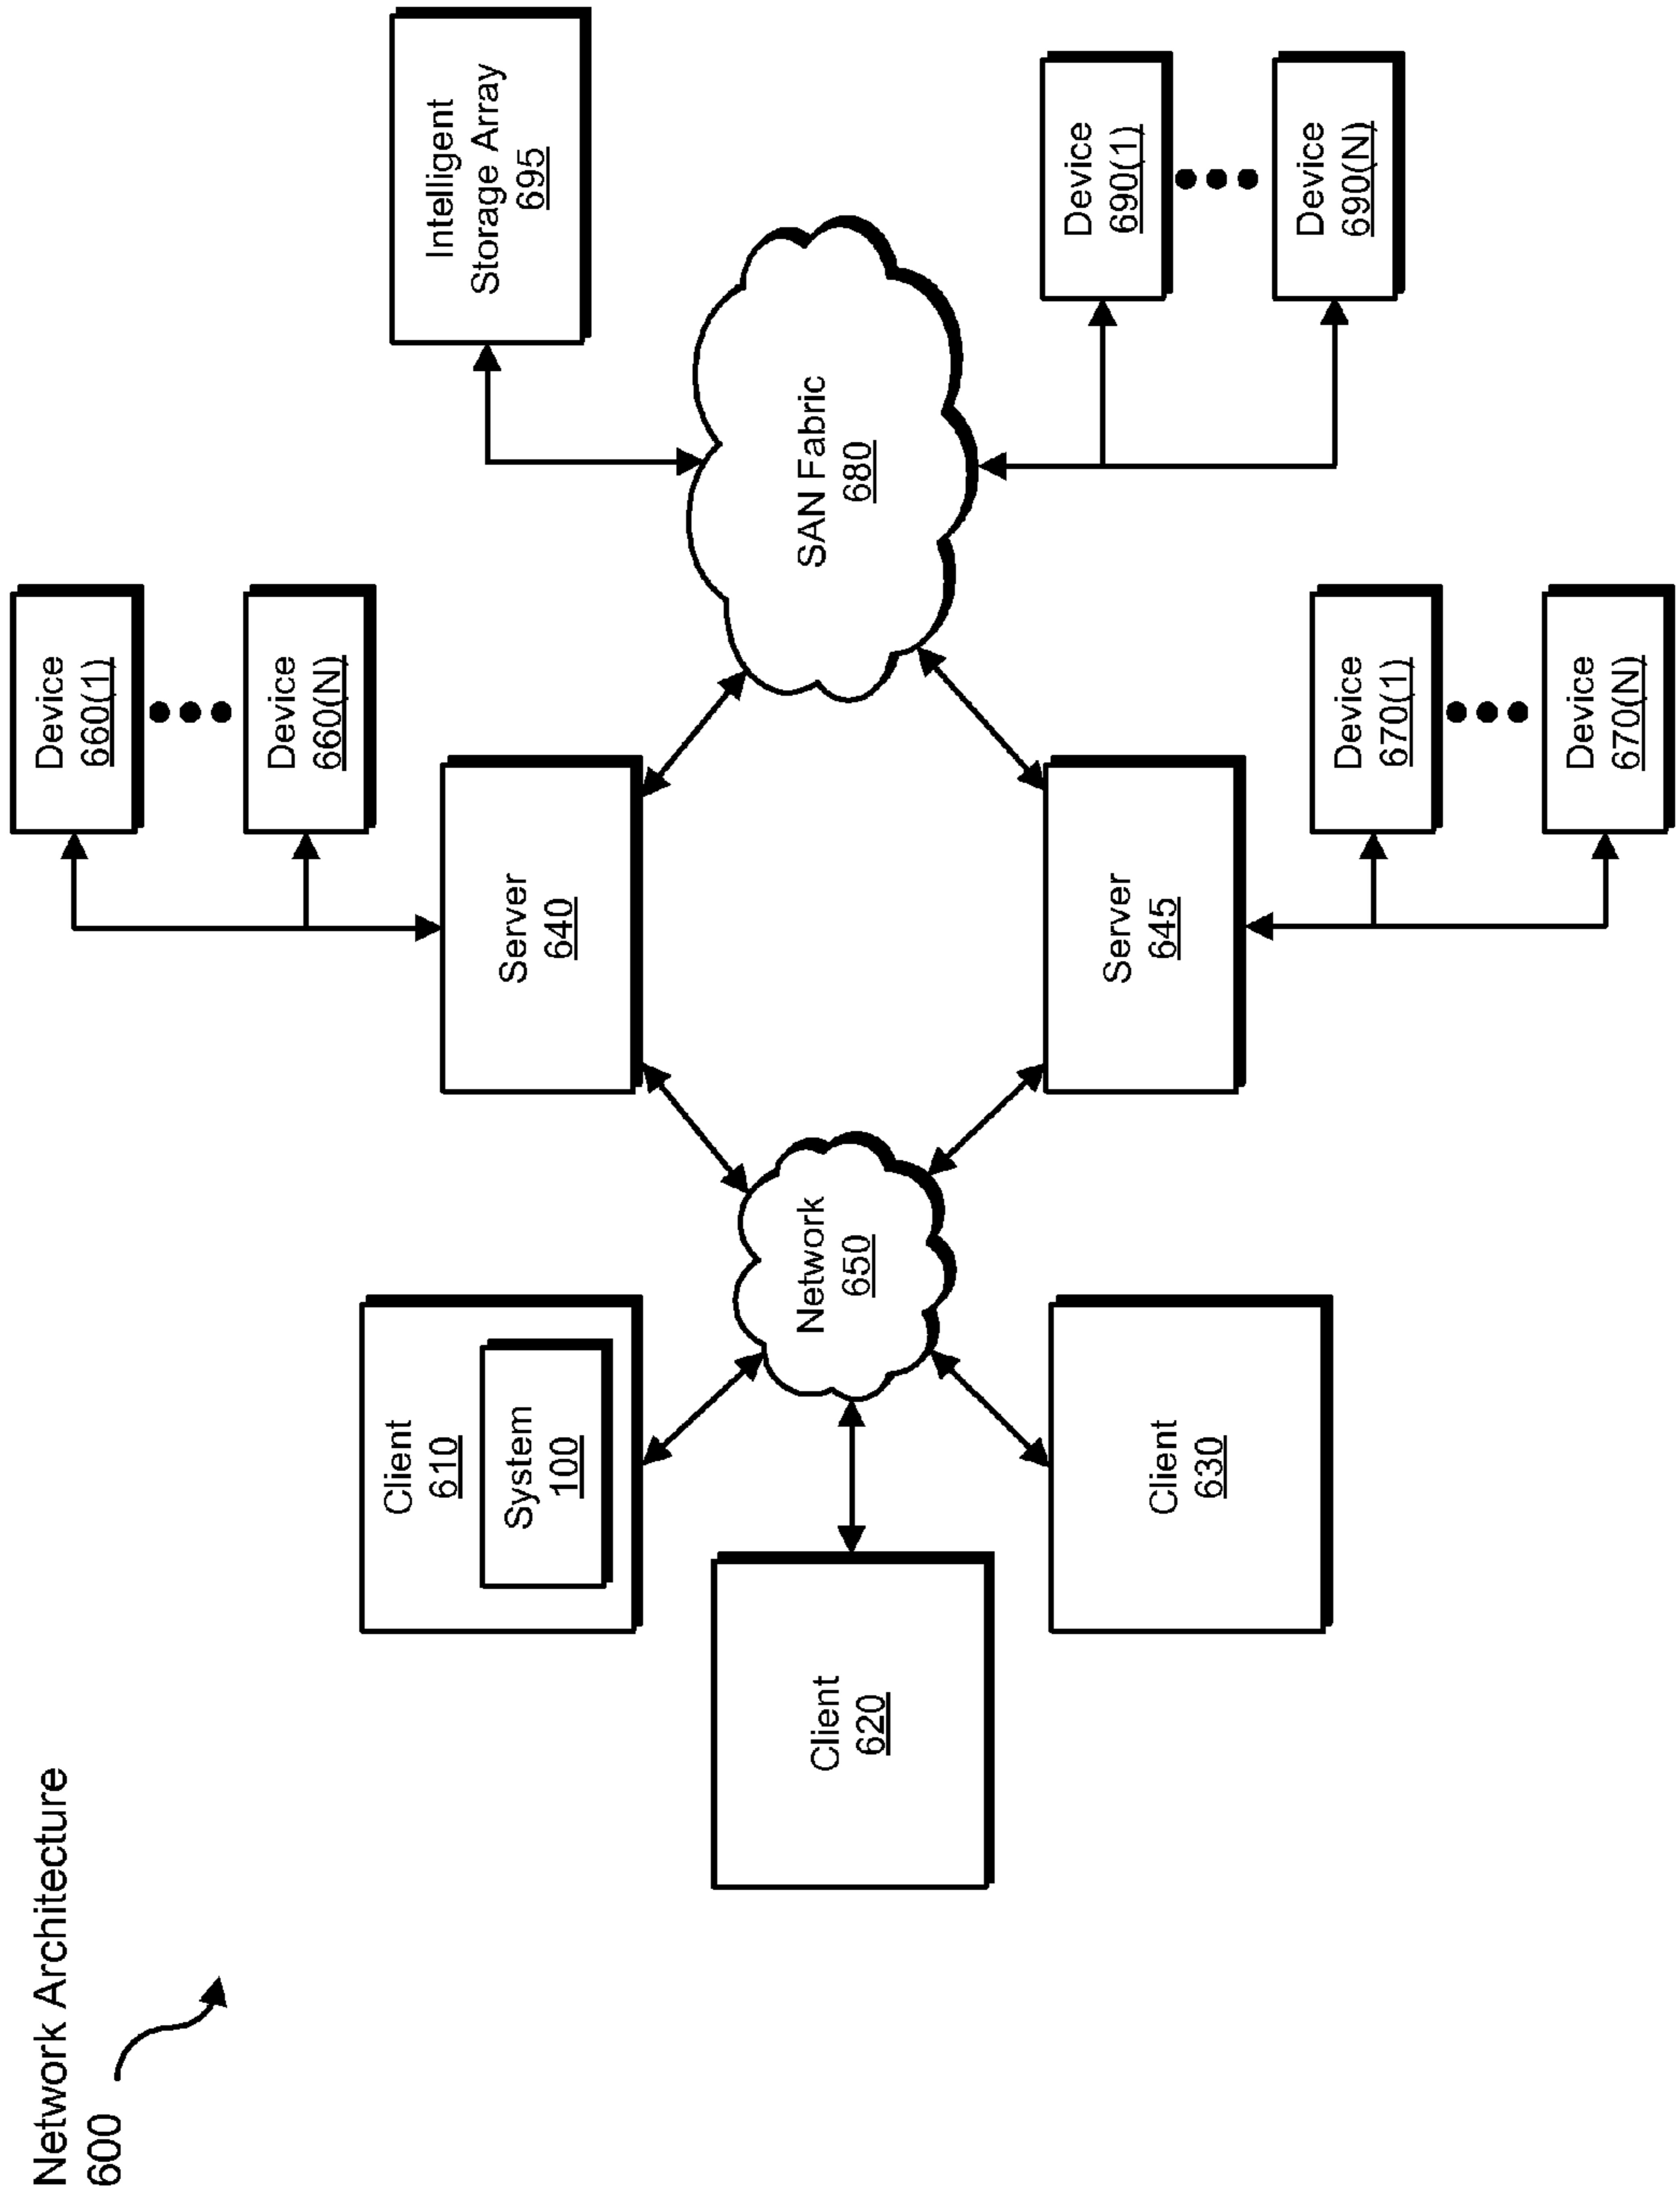 Network Architecture
600
Client
610
System
100
Client
620
Client
630
Network
650
Server
640
Server
645
Device
660(1)
Device
660(N)
Device
670(1)
Device
670(N)
SAN Fabric
680
Intelligent
Storage Array
695
Device
690(1)
Device
690(N)